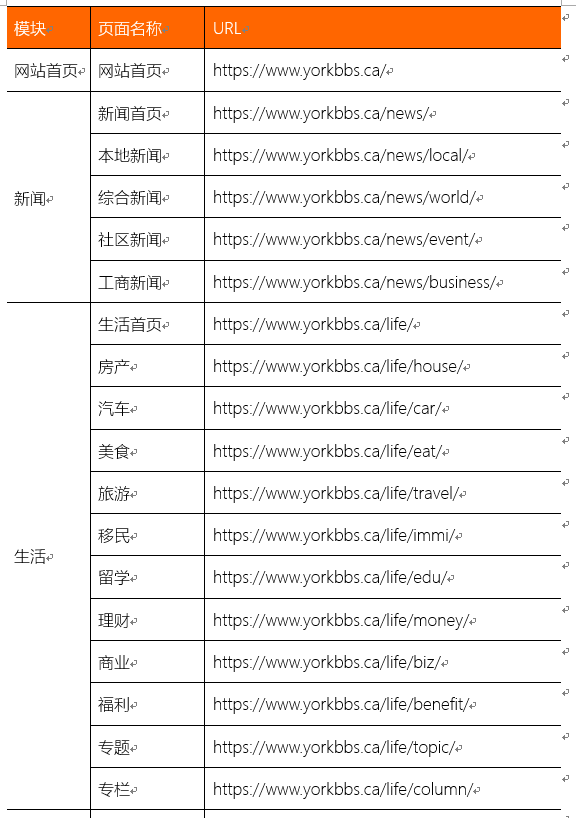 模块 页面名称 URL
网站首页 网站首页 https://www.yorkbbs.ca/
新闻首页 https://www.yorkbbs.ca/news/
本地新闻 https://www.yorkbbs.ca/news/local/
新闻 综合新闻 https://www.yorkbbs.ca/news/world/
社区新闻 https://www.yorkbbs.ca/news/event/
工商新闻 https://www.yorkbbs.ca/news/business/
生活首页 https://www.yorkbbs.ca/life/
房产 https://www.yorkbbs.ca/life/house/
汽车 https://www.yorkbbs.ca/life/car/
美食 https://www.yorkbbs.ca/life/eat/
旅游 https://www.yorkbbs.ca/life/travel/
移民 https://www.yorkbbs.ca/life/immi/
生活 留学 https://www.yorkbbs.ca/life/edu/
理财 https://www.yorkbbs.ca/life/money/
商业 https://www.yorkbbs.ca/life/biz/
福利 https://www.yorkbbs.ca/life/benefit/
专题 https://www.yorkbbs.ca/life/topic/
专栏 https://www.yorkbbs.ca/life/column/